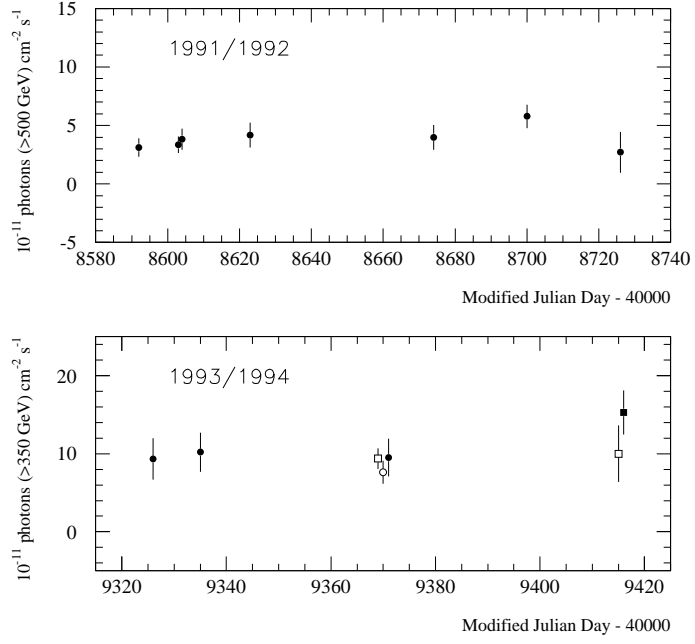 15
1991/1992
10
5
0
-5
8580 8600 8620 8640 8660 8680 8700 8720 8740
10⁻¹¹ photons (>500 GeV) cm⁻² s⁻¹
Modified Julian Day - 40000
1993/1994
20
10
0
9320 9340 9360 9380 9400 9420
10⁻¹¹ photons (>350 GeV) cm⁻² s⁻¹
Modified Julian Day - 40000